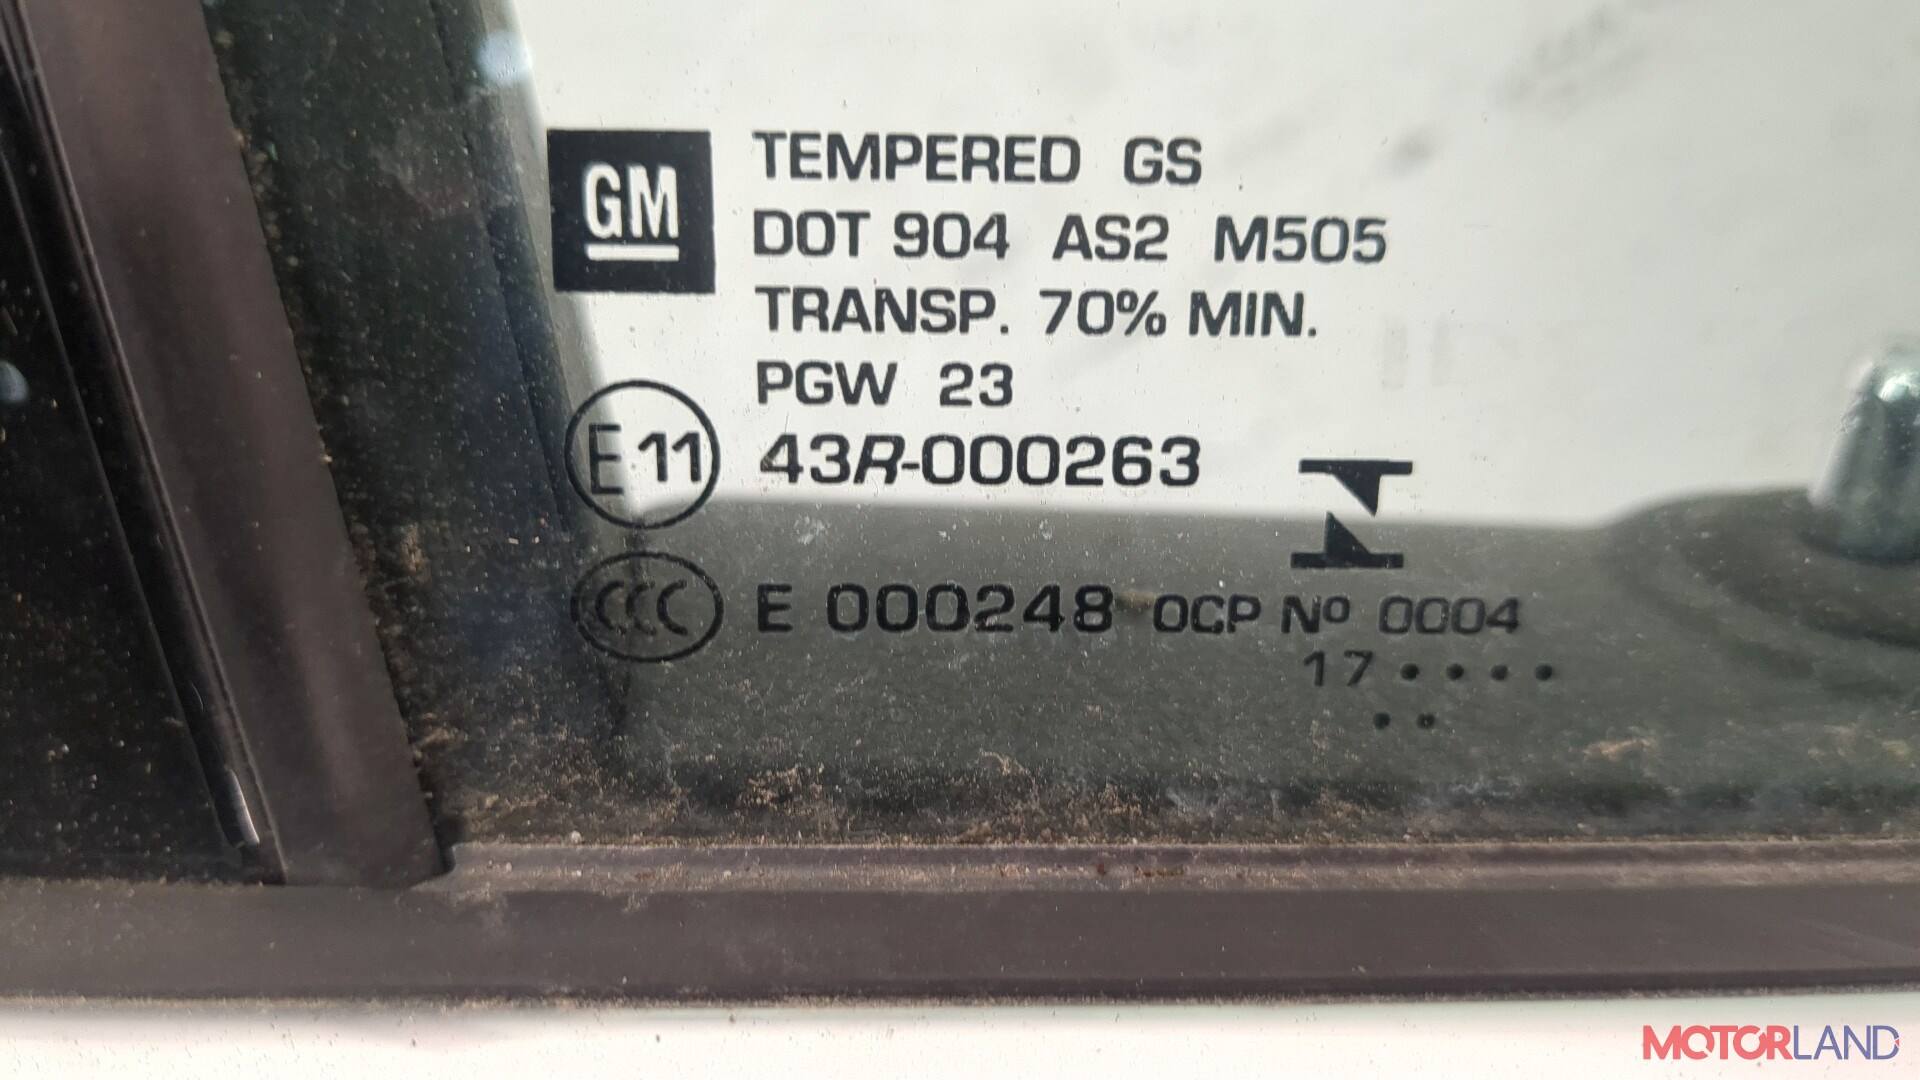 GM
TEMPERED GS
DOT 904 AS2 M505
TRANSP. 70% MIN.
PGW 23
E 11 43R-000263
CCC E 000248 OCP Nº 0004
17 • • • •
• •
MOTORLAND